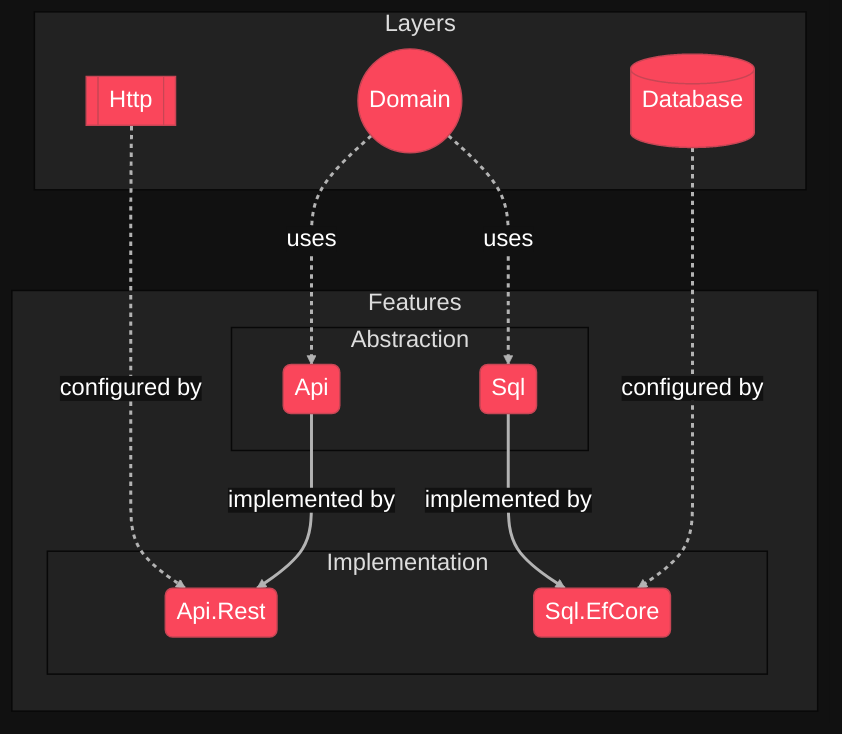 Layers
Http
Domain
Database
uses
uses
Features
Abstraction
configured by
Api
Sql
configured by
implemented by
implemented by
Implementation
Api.Rest
Sql.EfCore